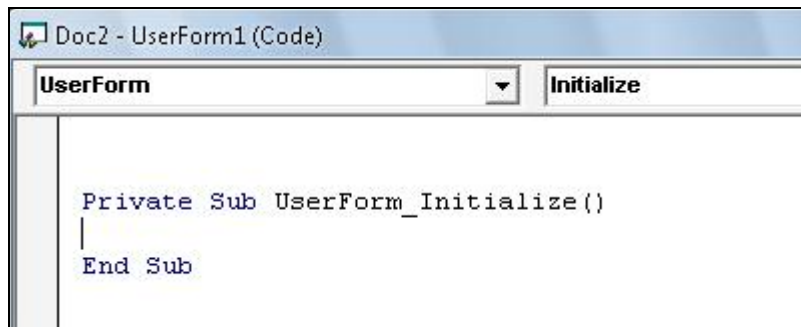 Doc2 - UserForm1 (Code)
UserForm Initialize
Private Sub UserForm_Initialize()
End Sub